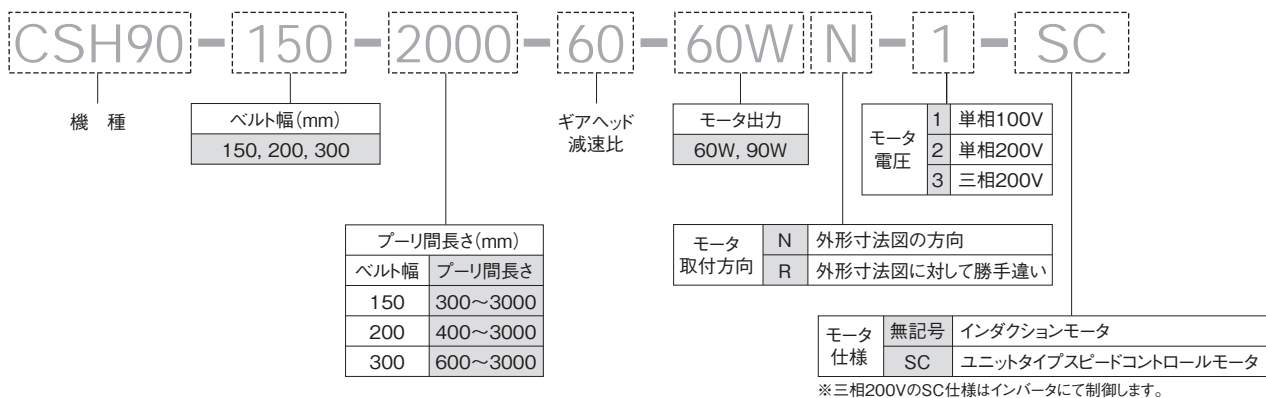 CSH90-150-2000-60-60WN-1-SC
機 種
ベルト幅(mm)
150, 200, 300
ギアヘッド
減速比
モータ出力
60W, 90W
モータ
電圧
1 単相100V
2 単相200V
3 三相200V
プーリ間長さ(mm)
ベルト幅 プーリ間長さ
150 300〜3000
200 400〜3000
300 600〜3000
モータ
取付方向
N 外形寸法図の方向
R 外形寸法図に対して勝手違い
モータ
仕様
無記号 インダクションモータ
SC ユニットタイプスピードコントロールモータ
※三相200VのSC仕様はインバータにて制御します。